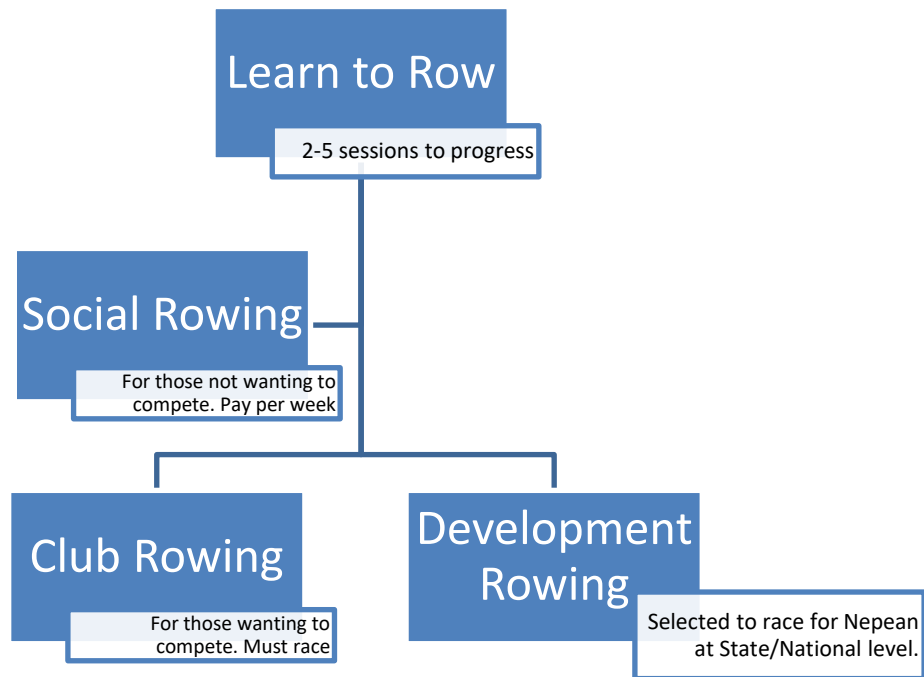 Learn to Row
2-5 sessions to progress
Social Rowing
For those not wanting to
compete. Pay per week
Club Rowing
For those wanting to
compete. Must race
Development
Rowing
Selected to race for Nepean
at State/National level.